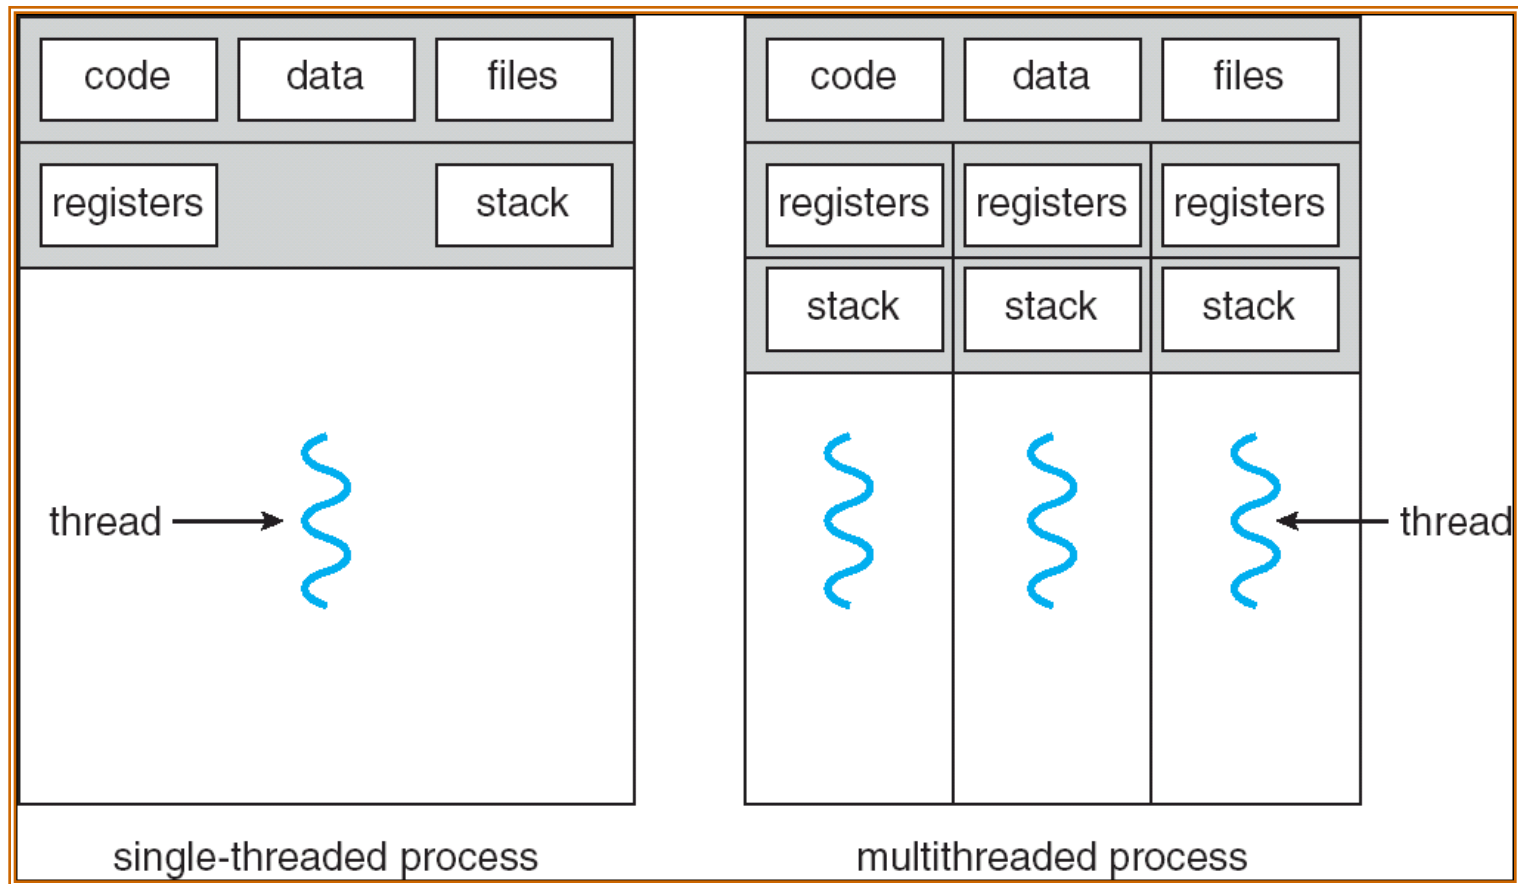 code data files
registers stack
thread
single-threaded process
code data files
registers registers registers
stack stack stack
thread
multithreaded process